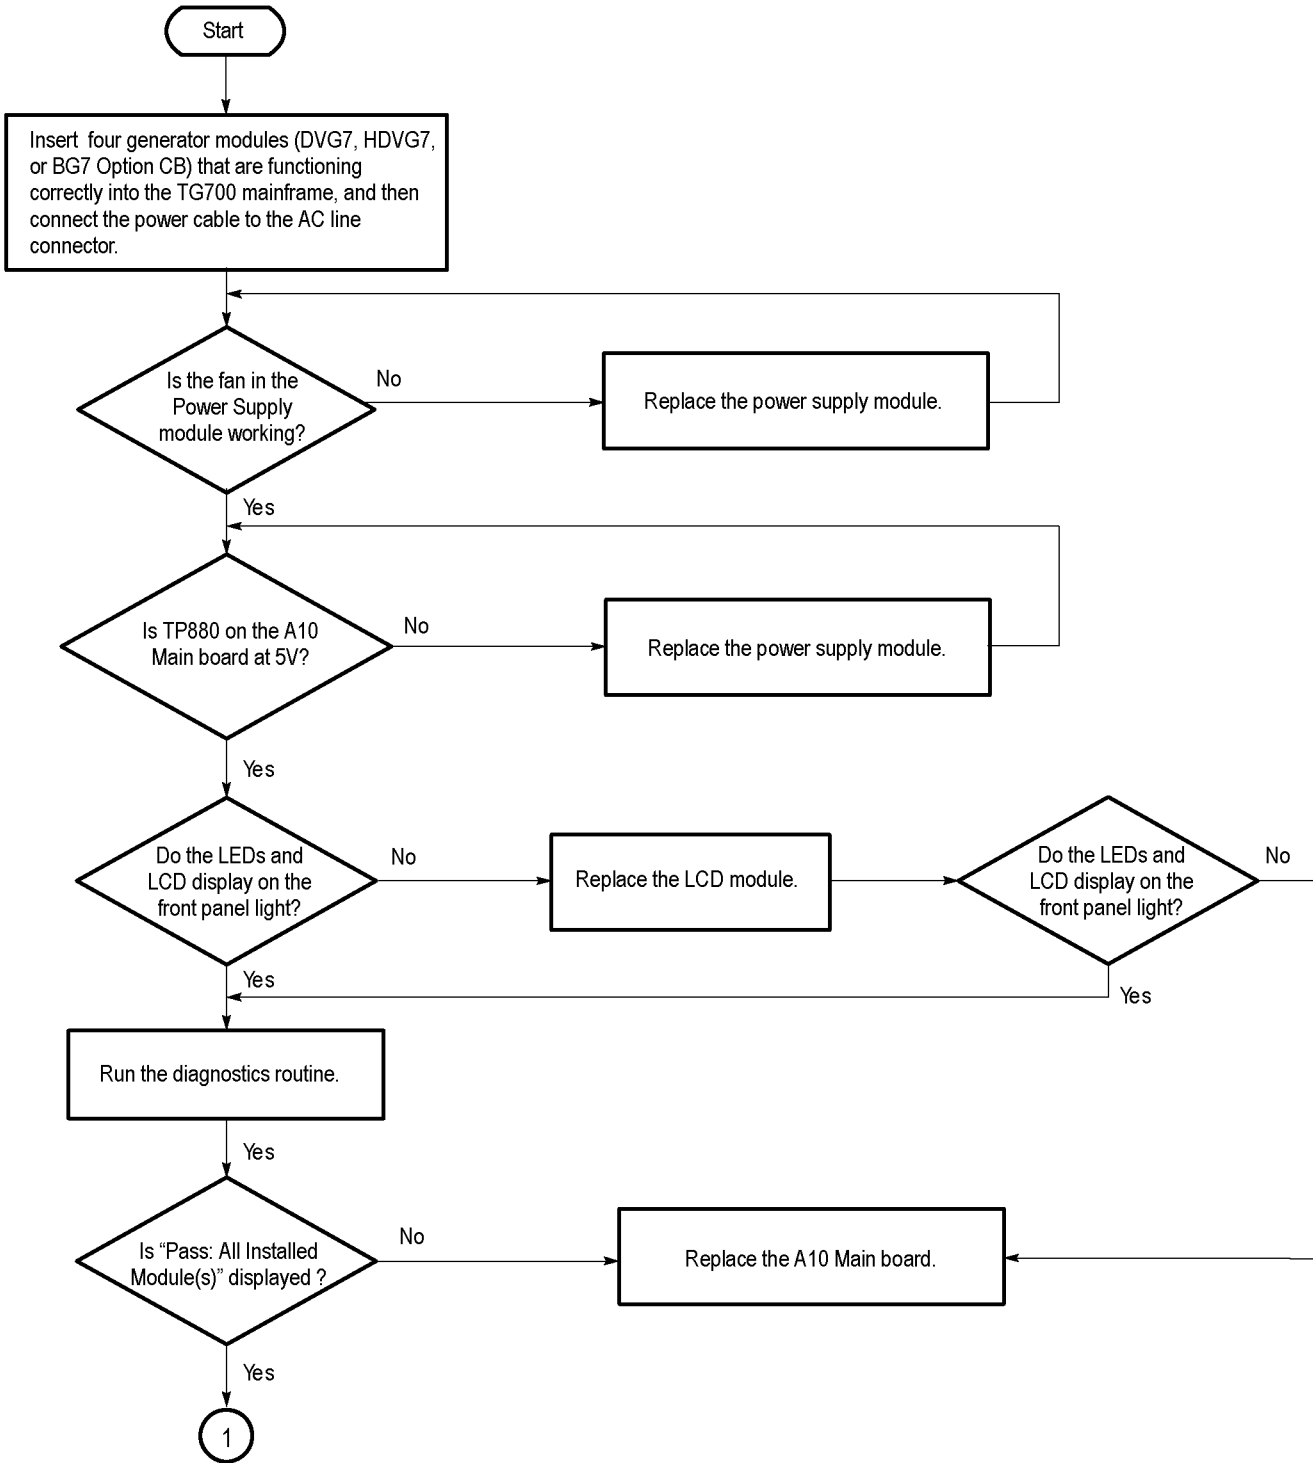 Start
Insert four generator modules (DVG7, HDVG7,
or BG7 Option CB) that are functioning
correctly into the TG700 mainframe, and then
connect the power cable to the AC line
connector.
Is the fan in the
Power Supply
module working?
No
Replace the power supply module.
Yes
Is TP880 on the A10
Main board at 5V?
No
Replace the power supply module.
Yes
Do the LEDs and
LCD display on the
front panel light?
No
Replace the LCD module.
Do the LEDs and
LCD display on the
front panel light?
No
Yes
Yes
Run the diagnostics routine.
Yes
Is “Pass: All Installed
Module(s)” displayed ?
No
Replace the A10 Main board.
Yes
1